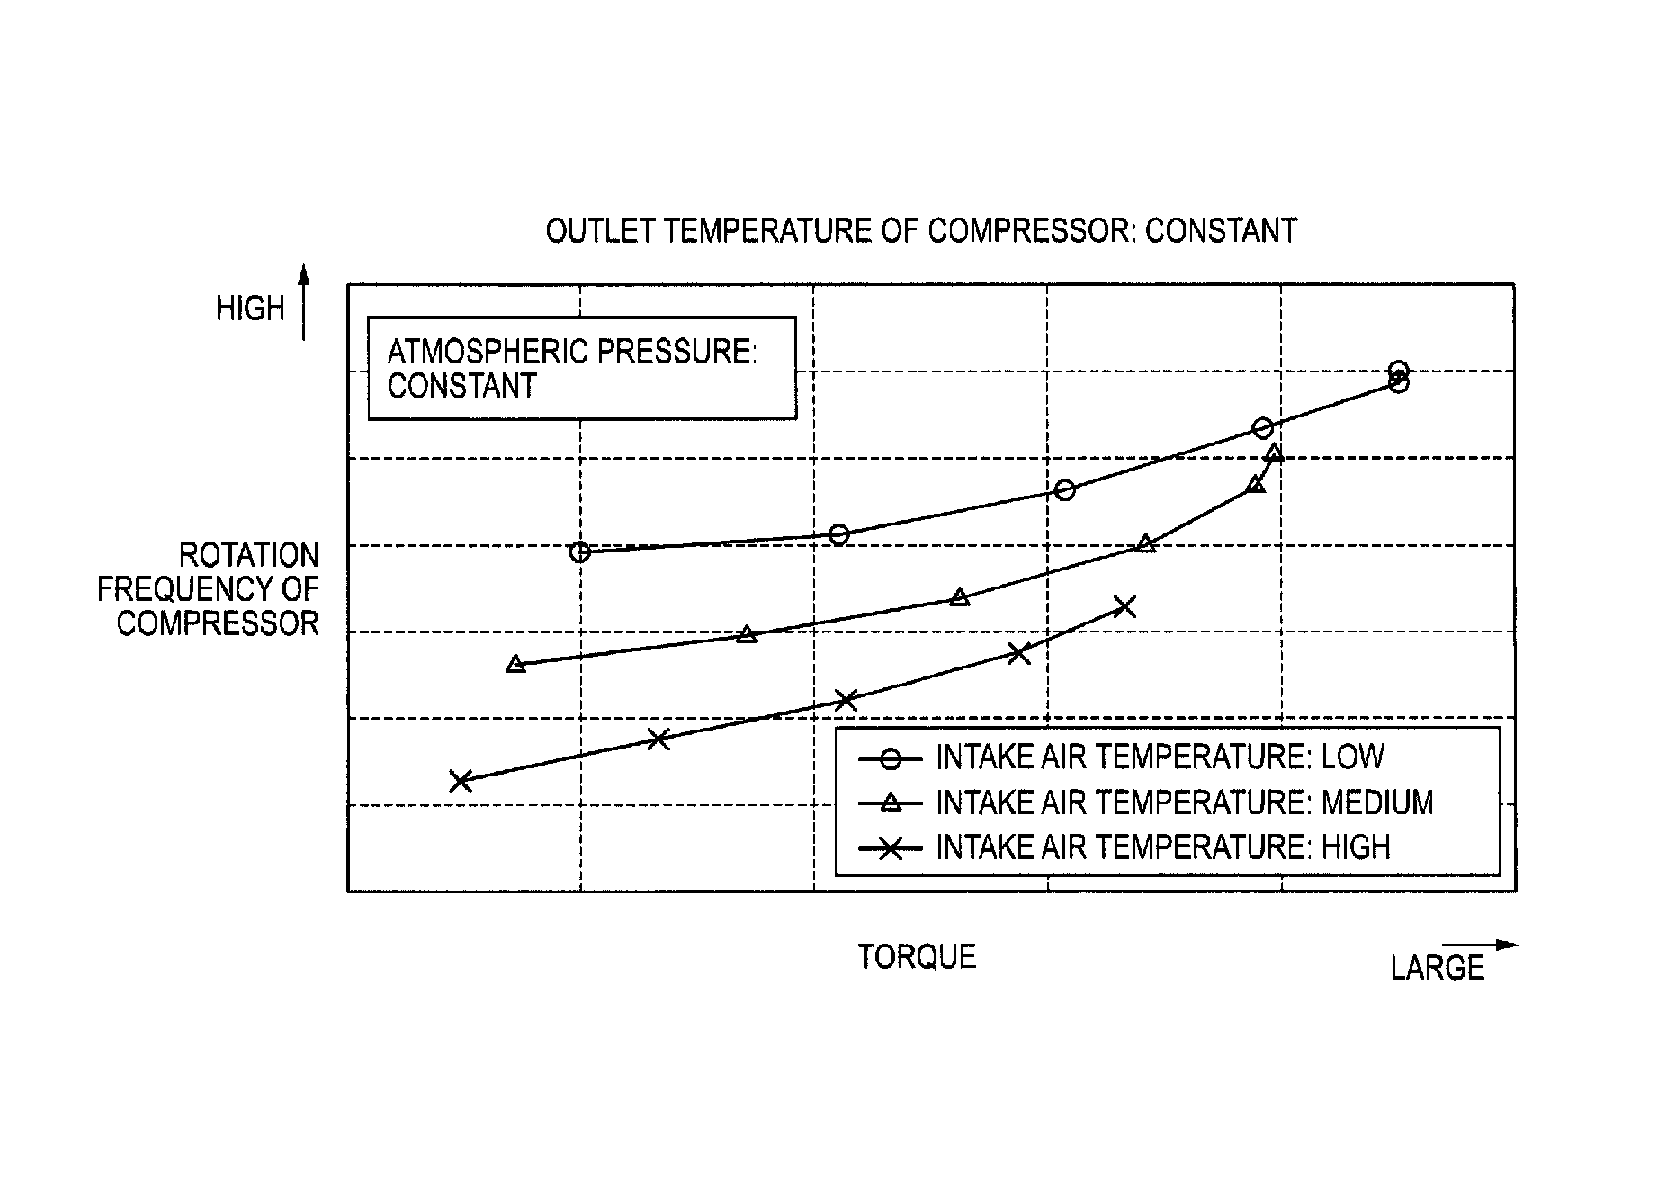 OUTLET TEMPERATURE OF COMPRESSOR: CONSTANT
HIGH
ATMOSPHERIC PRESSURE:
CONSTANT
ROTATION
FREQUENCY OF
COMPRESSOR
INTAKE AIR TEMPERATURE: LOW
INTAKE AIR TEMPERATURE: MEDIUM
INTAKE AIR TEMPERATURE: HIGH
TORQUE
LARGE